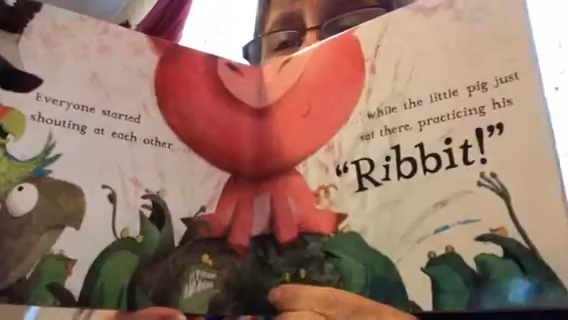 Everyone started
shouting at each other
while the little pig just
sat there, practicing his
“Ribbit!”